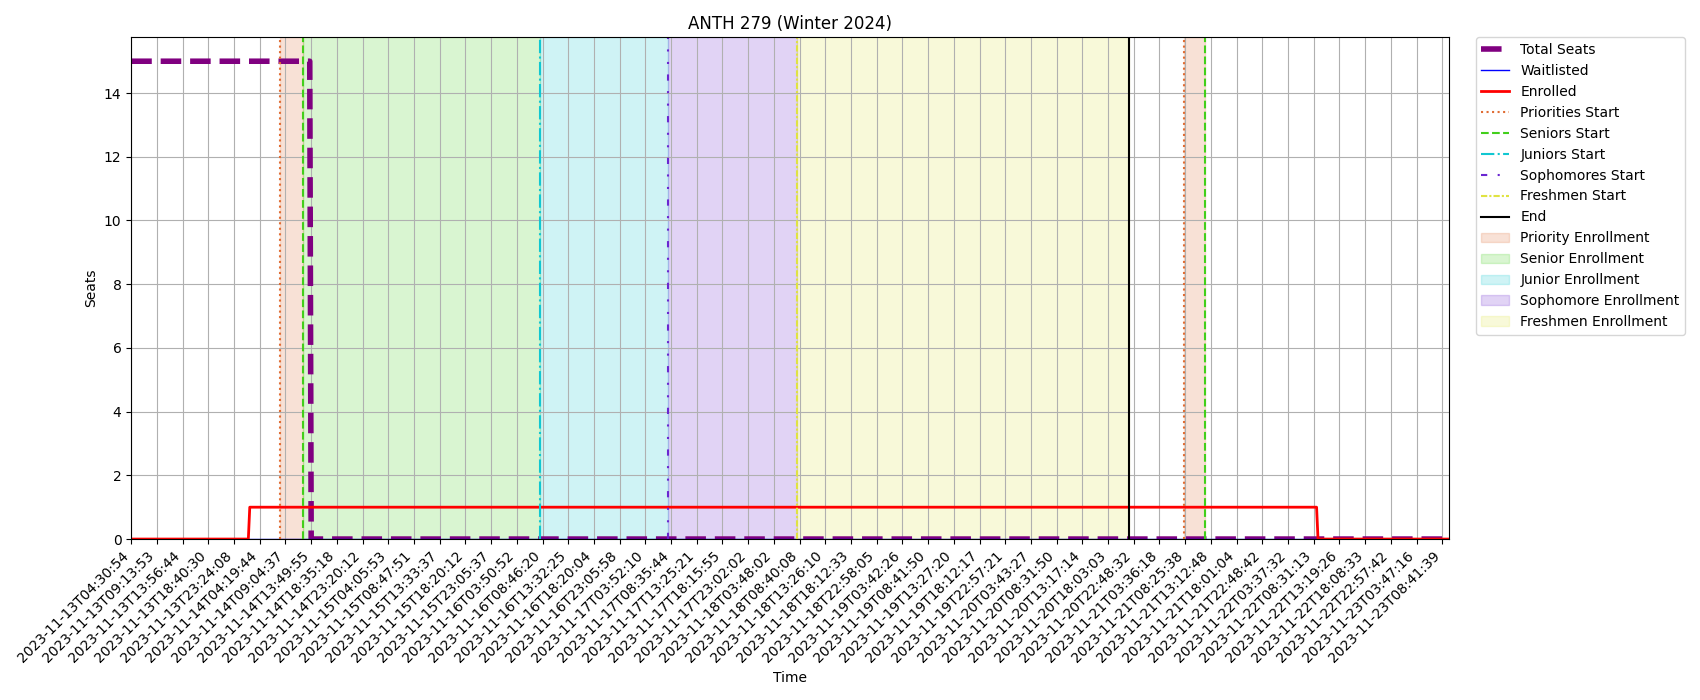 ANTH 279 (Winter 2024)
Seats
14
12
10
8
6
4
2
0
2023-11-13T04:30:54
2023-11-13T09:13:53
2023-11-13T13:56:44
2023-11-13T18:40:30
2023-11-13T23:24:08
2023-11-14T04:19:44
2023-11-14T09:04:37
2023-11-14T13:49:55
2023-11-14T18:35:18
2023-11-14T23:20:12
2023-11-15T04:05:53
2023-11-15T08:47:51
2023-11-15T13:33:37
2023-11-15T18:20:12
2023-11-15T23:05:37
2023-11-16T03:50:52
2023-11-16T08:46:20
2023-11-16T13:32:25
2023-11-16T18:20:04
2023-11-16T23:05:58
2023-11-17T03:52:10
2023-11-17T08:35:44
2023-11-17T13:25:21
2023-11-17T18:15:55
2023-11-17T23:02:02
2023-11-18T03:48:02
2023-11-18T08:40:08
2023-11-18T13:26:10
2023-11-18T18:12:33
2023-11-18T22:58:05
2023-11-19T03:42:26
2023-11-19T08:41:50
2023-11-19T13:27:20
2023-11-19T18:12:17
2023-11-19T22:57:21
2023-11-20T03:43:27
2023-11-20T08:31:50
2023-11-20T13:17:14
2023-11-20T18:03:03
2023-11-20T22:48:32
2023-11-21T03:36:18
2023-11-21T08:25:38
2023-11-21T13:12:48
2023-11-21T18:01:04
2023-11-21T22:48:42
2023-11-22T03:37:32
2023-11-22T08:31:13
2023-11-22T13:19:26
2023-11-22T18:08:33
2023-11-22T22:57:42
2023-11-23T03:47:16
2023-11-23T08:41:39
Time
Total Seats
Waitlisted
Enrolled
Priorities Start
Seniors Start
Juniors Start
Sophomores Start
Freshmen Start
End
Priority Enrollment
Senior Enrollment
Junior Enrollment
Sophomore Enrollment
Freshmen Enrollment